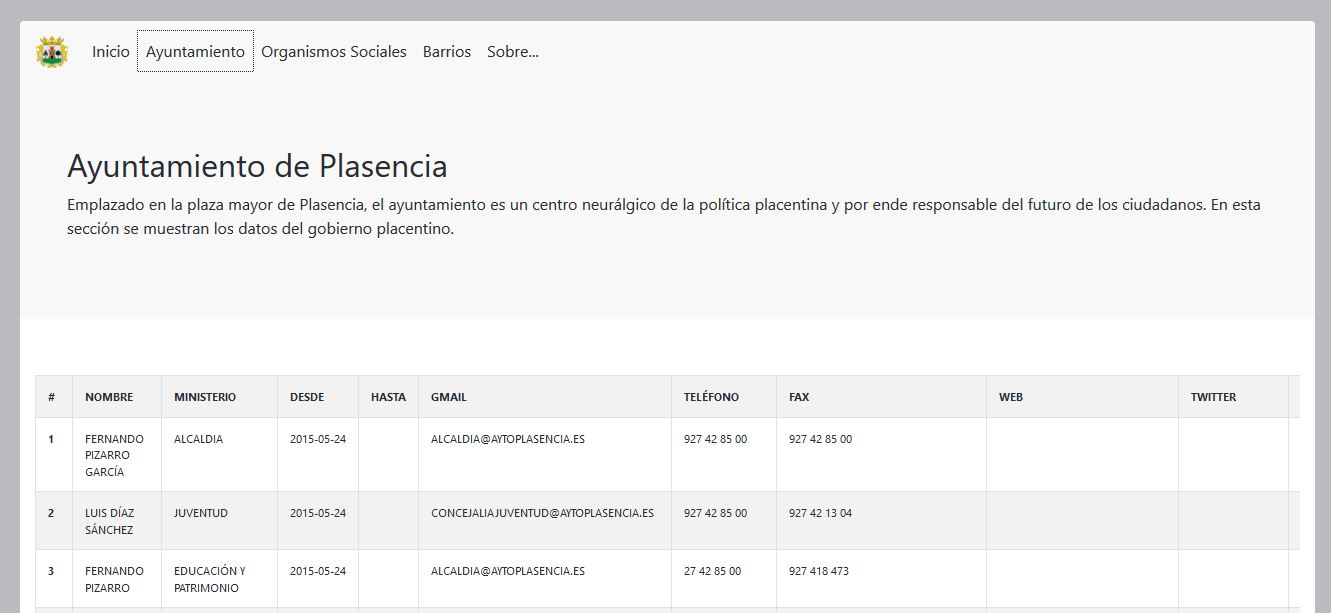 Inicio Ayuntamiento Organismos Sociales Barrios Sobre...
Ayuntamiento de Plasencia
Emplazado en la plaza mayor de Plasencia, el ayuntamiento es un centro neurálgico de la política placentina y por ende responsable del futuro de los ciudadanos. En esta
sección se muestran los datos del gobierno placentino.
# NOMBRE MINISTERIO DESDE HASTA GMAIL TELÉFONO FAX WEB TWITTER
1 FERNANDO ALCALDIA 2015-05-24 ALCALDIA@AYTOPLASENCIA.ES 927 42 85 00 927 42 85 00
PIZARRO
GARCÍA
2 LUIS DÍAZ JUVENTUD 2015-05-24 CONCEJALIAJUVENTUD@AYTOPLASENCIA.ES 927 42 85 00 927 42 13 04
SÁNCHEZ
3 FERNANDO EDUCACIÓN Y 2015-05-24 ALCALDIA@AYTOPLASENCIA.ES 27 42 85 00 927 418 473
PIZARRO PATRIMONIO